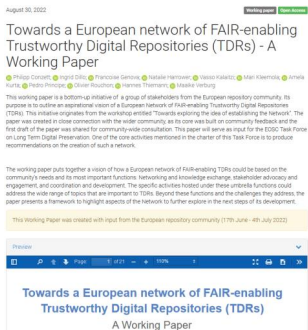 August 30, 2022
Working paper Open Access
Towards a European network of FAIR-enabling
Trustworthy Digital Repositories (TDRs) - A
Working Paper
Philipp Conzett; Ingrid Dillo; Francoise Genova; Natalie Harrower; Vasso Kalaitzi; Mari Kleemola; Amela
Kurta; Pedro Principe; Olivier Rouchon; Hannes Thiemann; Maaike Verburg
This working paper is a bottom-up initiative of a group of stakeholders from the European repository community. Its
purpose is to outline an aspirational vision of a European Network of FAIR-enabling Trustworthy Digital Repositories
(TDRs). This initiative originates from the workshop entitled "Towards exploring the idea of establishing the Network". The
paper was created in close connection with the wider community, as its core was built on community feedback and the
first draft of the paper was shared for community-wide consultation. This paper will serve as input for the EOSC Task Force
on Long Term Digital Preservation. One of the core activities mentioned in the charter of this Task Force is to produce
recommendations on the creation of such a network.
The working paper puts together a vision of how a European network of FAIR-enabling TDRs could be based on the
community's needs and its most important functions: Networking and knowledge exchange, stakeholder advocacy and
engagement, and coordination and development. The specific activities hosted under these umbrella functions could
address the wide range of topics that are important to TDRs. Beyond these functions and the challenges they address, the
paper presents a framework to highlight aspects of the Network to further explore in the next steps of its development.
This Working Paper was created with input from the European repository community (17th June - 4th July 2022)
Preview
Page: 1 of 21 − + 110%
Towards a European network of FAIR-enabling
Trustworthy Digital Repositories (TDRs)
A Working Paper